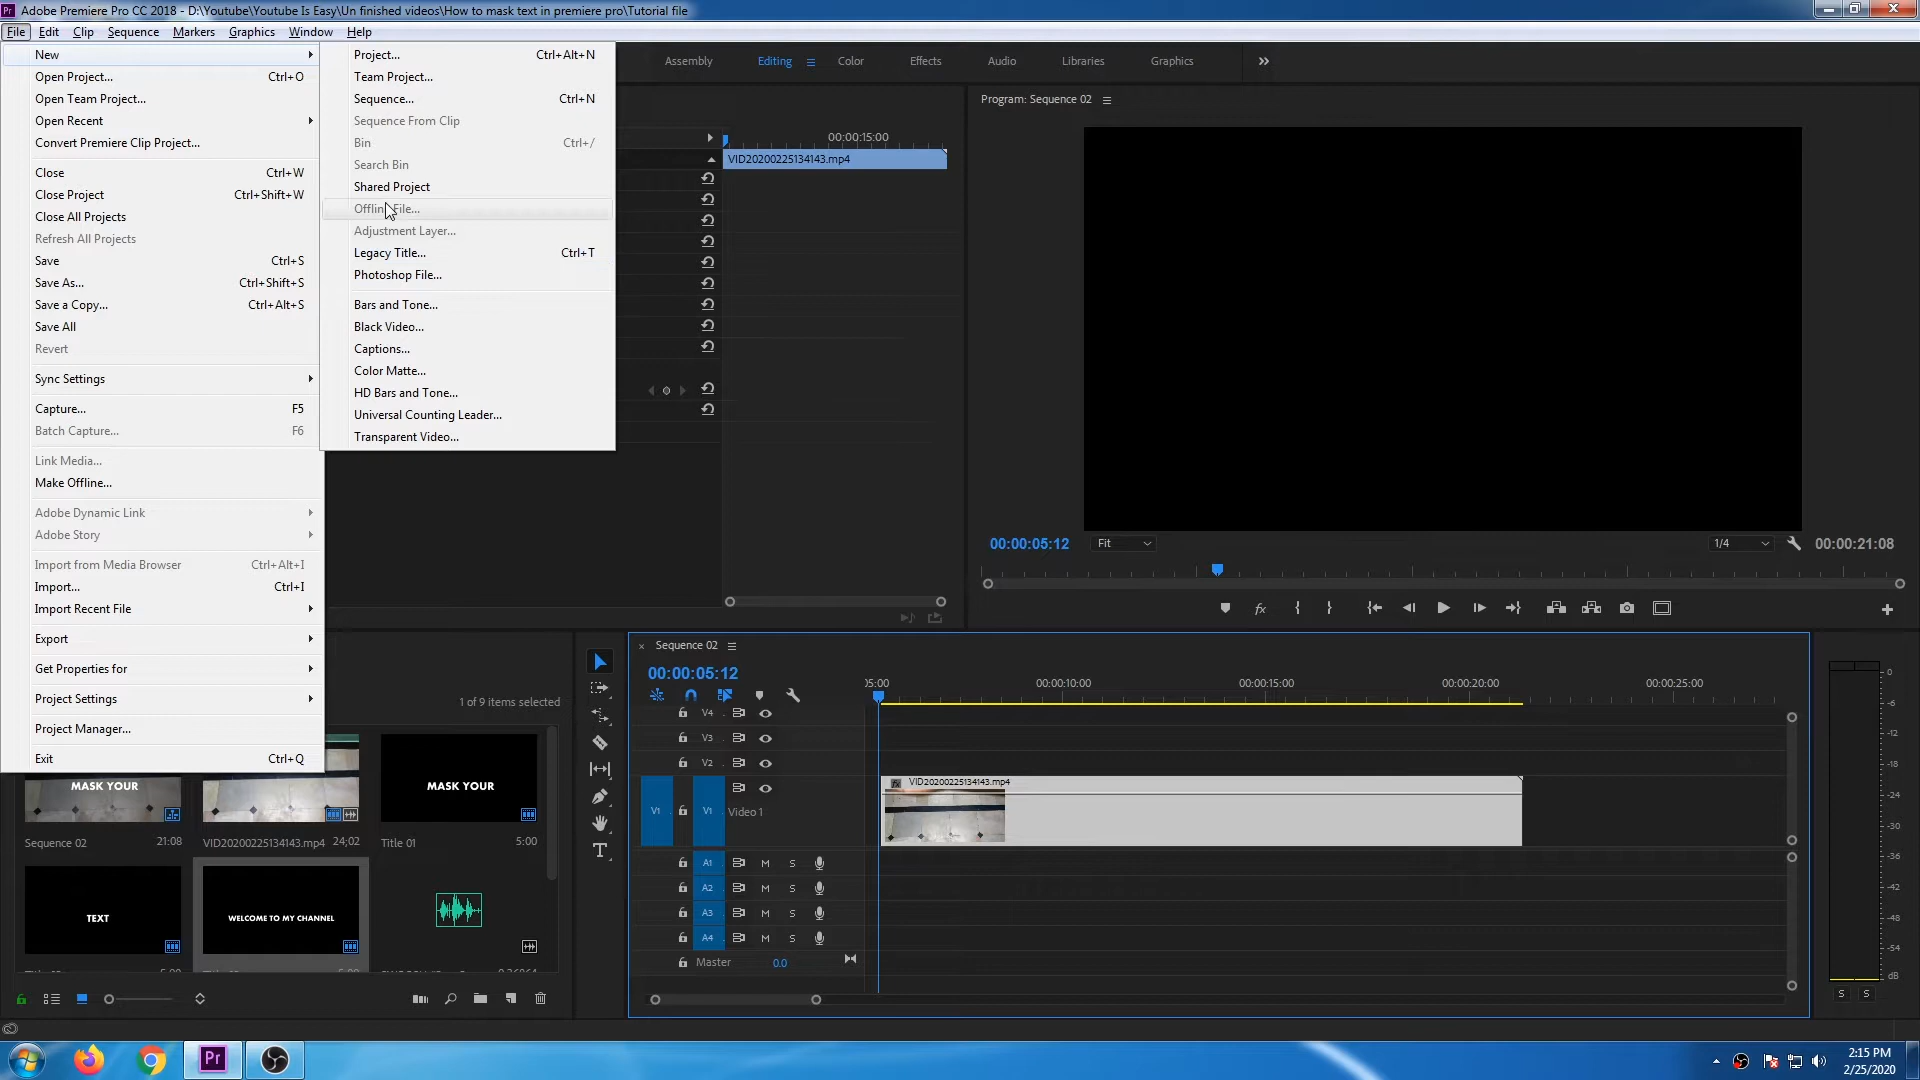 Pr Adobe Premiere Pro CC 2018 - D:\Youtube\Youtube Is Easy\Un finished videos\How to mask text in premiere pro\Tutorial file
File Edit Clip Sequence Markers Graphics Window Help
New
Open Project... Ctrl+O
Open Team Project...
Open Recent
Convert Premiere Clip Project...
Close Ctrl+W
Close Project Ctrl+Shift+W
Close All Projects
Refresh All Projects
Save Ctrl+S
Save As... Ctrl+Shift+S
Save a Copy... Ctrl+Alt+S
Save All
Revert
Sync Settings
Capture... F5
Batch Capture... F6
Link Media...
Make Offline...
Adobe Dynamic Link
Adobe Story
Import from Media Browser Ctrl+Alt+I
Import... Ctrl+I
Import Recent File
Export
Get Properties for
Project Settings
Project Manager...
Exit Ctrl+Q
Project... Ctrl+Alt+N
Team Project...
Sequence... Ctrl+N
Sequence From Clip
Bin Ctrl+/
Search Bin
Shared Project
Offline File...
Adjustment Layer...
Legacy Title... Ctrl+T
Photoshop File...
Bars and Tone...
Black Video...
Captions...
Color Matte...
HD Bars and Tone...
Universal Counting Leader...
Transparent Video...
Assembly Editing Color Effects Audio Libraries Graphics
00:00:15:00
VID20200225134143.mp4
Program: Sequence 02
00:00:05:12 Fit 1/4 00:00:21:08
fx
1 of 9 items selected
MASK YOUR
MASK YOUR
Sequence 02 21:08
VID20200225134143.mp4 24;02
Title 01 5:00
TEXT
WELCOME TO MY CHANNEL
Sequence 02
00:00:05:12
00:00:10:00 00:00:15:00 00:00:20:00 00:00:25:00
V4
V3
V2
V1 V1 Video 1
VID20200225134143.mp4
A1 M S
A2 M S
A3 M S
A4 M S
Master 0.0
0
-6
-12
-18
-24
-30
-36
-42
-48
-54
dB
S S
Pr
2:15 PM
2/25/2020